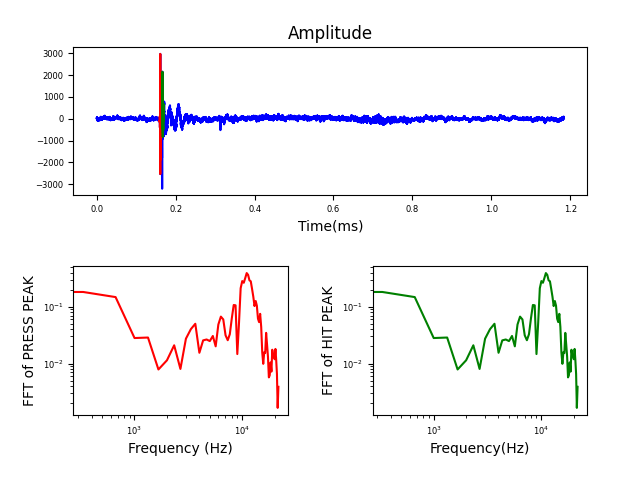 Amplitude
3000
2000
1000
0
−1000
−2000
−3000
0.0 0.2 0.4 0.6 0.8 1.0 1.2
Time(ms)
FFT of PRESS PEAK
10⁻¹
10⁻²
10³ 10⁴
Frequency (Hz)
FFT of HIT PEAK
10⁻¹
10⁻²
10³ 10⁴
Frequency(Hz)